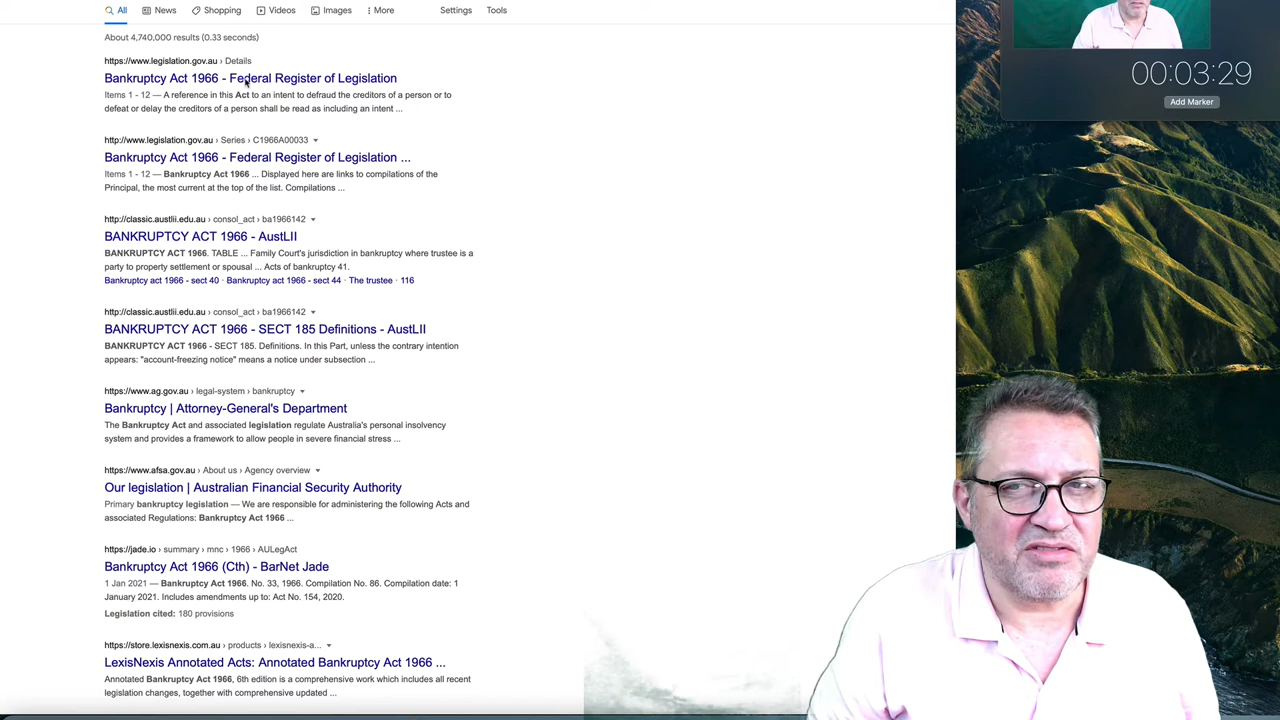 All News Shopping Videos Images More Settings Tools
About 4,740,000 results (0.33 seconds)
https://www.legislation.gov.au › Details
Bankruptcy Act 1966 - Federal Register of Legislation
Items 1 - 12 — A reference in this Act to an intent to defraud the creditors of a person or to
defeat or delay the creditors of a person shall be read as including an intent ...
http://www.legislation.gov.au › Series › C1966A00033
Bankruptcy Act 1966 - Federal Register of Legislation ...
Items 1 - 12 — Bankruptcy Act 1966 ... Displayed here are links to compilations of the
Principal, the most current at the top of the list. Compilations ...
http://classic.austlii.edu.au › consol_act › ba1966142
BANKRUPTCY ACT 1966 - AustLII
BANKRUPTCY ACT 1966. TABLE ... Family Court's jurisdiction in bankruptcy where trustee is a
party to property settlement or spousal ... Acts of bankruptcy 41.
Bankruptcy act 1966 - sect 40 · Bankruptcy act 1966 - sect 44 · The trustee · 116
http://classic.austlii.edu.au › consol_act › ba1966142
BANKRUPTCY ACT 1966 - SECT 185 Definitions - AustLII
BANKRUPTCY ACT 1966 - SECT 185. Definitions. In this Part, unless the contrary intention
appears: "account-freezing notice" means a notice under subsection ...
https://www.ag.gov.au › legal-system › bankruptcy
Bankruptcy | Attorney-General's Department
The Bankruptcy Act and associated legislation regulate Australia's personal insolvency
system and provides a framework to allow people in severe financial stress ...
https://www.afsa.gov.au › About us › Agency overview
Our legislation | Australian Financial Security Authority
Primary bankruptcy legislation — We are responsible for administering the following Acts and
associated Regulations: Bankruptcy Act 1966 ...
https://jade.io › summary › mnc › 1966 › AULegAct
Bankruptcy Act 1966 (Cth) - BarNet Jade
1 Jan 2021 — Bankruptcy Act 1966. No. 33, 1966. Compilation No. 86. Compilation date: 1
January 2021. Includes amendments up to: Act No. 154, 2020.
Legislation cited: 180 provisions
https://store.lexisnexis.com.au › products › lexisnexis-a...
LexisNexis Annotated Acts: Annotated Bankruptcy Act 1966 ...
Annotated Bankruptcy Act 1966, 6th edition is a comprehensive work which includes all recent
legislation changes, together with comprehensive updated ...
00:03:29
Add Marker